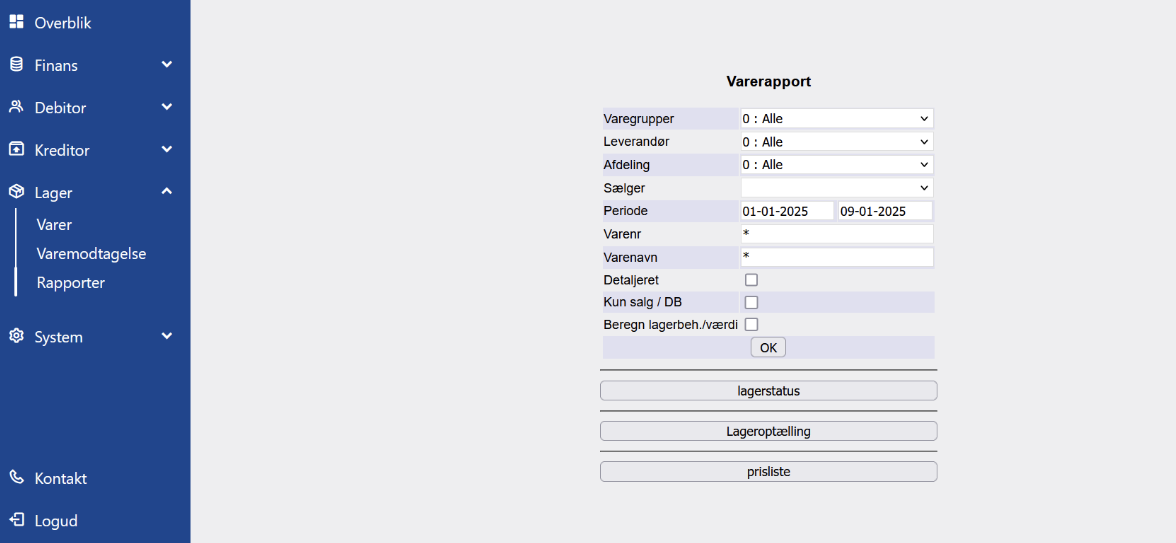 Overblik
Finans
Debitor
Kreditor
Lager
Varer
Varemodtagelse
Rapporter
System
Kontakt
Logud
Varerapport
Varegrupper 0 : Alle
Leverandør 0 : Alle
Afdeling 0 : Alle
Sælger
Periode 01-01-2025 09-01-2025
Varenr *
Varenavn *
Detaljeret
Kun salg / DB
Beregn lagerbeh./værdi
OK
lagerstatus
Lageroptælling
prisliste